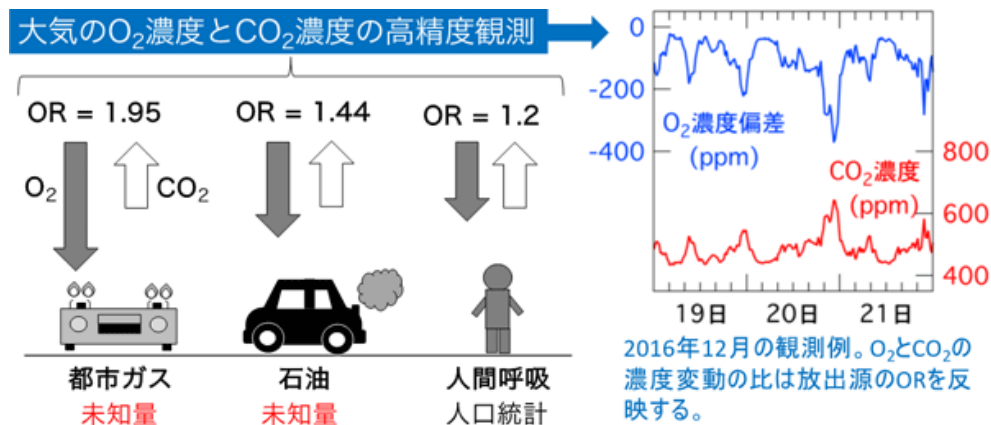 大気のO₂濃度とCO₂濃度の高精度観測
OR = 1.95
OR = 1.44
OR = 1.2
O₂
CO₂
都市ガス
石油
人間呼吸
未知量
未知量
人口統計
0
-200
-400
O₂濃度偏差
(ppm)
CO₂濃度
(ppm)
800
600
400
19日
20日
21日
2016年12月の観測例。O₂とCO₂の
濃度変動の比は放出源のORを反
映する。